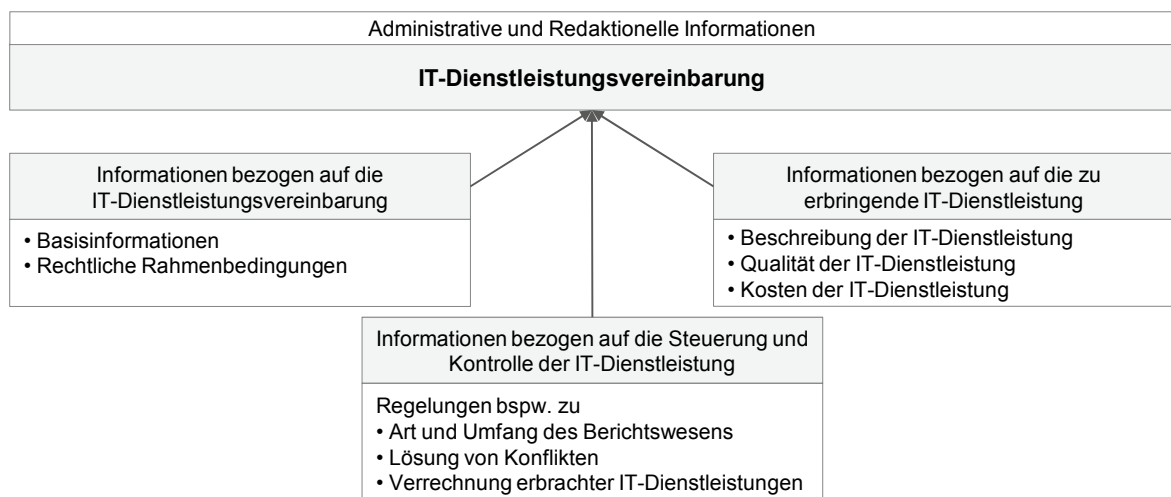 Administrative und Redaktionelle Informationen
IT-Dienstleistungsvereinbarung
Informationen bezogen auf die
IT-Dienstleistungsvereinbarung
• Basisinformationen
• Rechtliche Rahmenbedingungen
Informationen bezogen auf die zu
erbringende IT-Dienstleistung
• Beschreibung der IT-Dienstleistung
• Qualität der IT-Dienstleistung
• Kosten der IT-Dienstleistung
Informationen bezogen auf die Steuerung und
Kontrolle der IT-Dienstleistung
Regelungen bspw. zu
• Art und Umfang des Berichtswesens
• Lösung von Konflikten
• Verrechnung erbrachter IT-Dienstleistungen